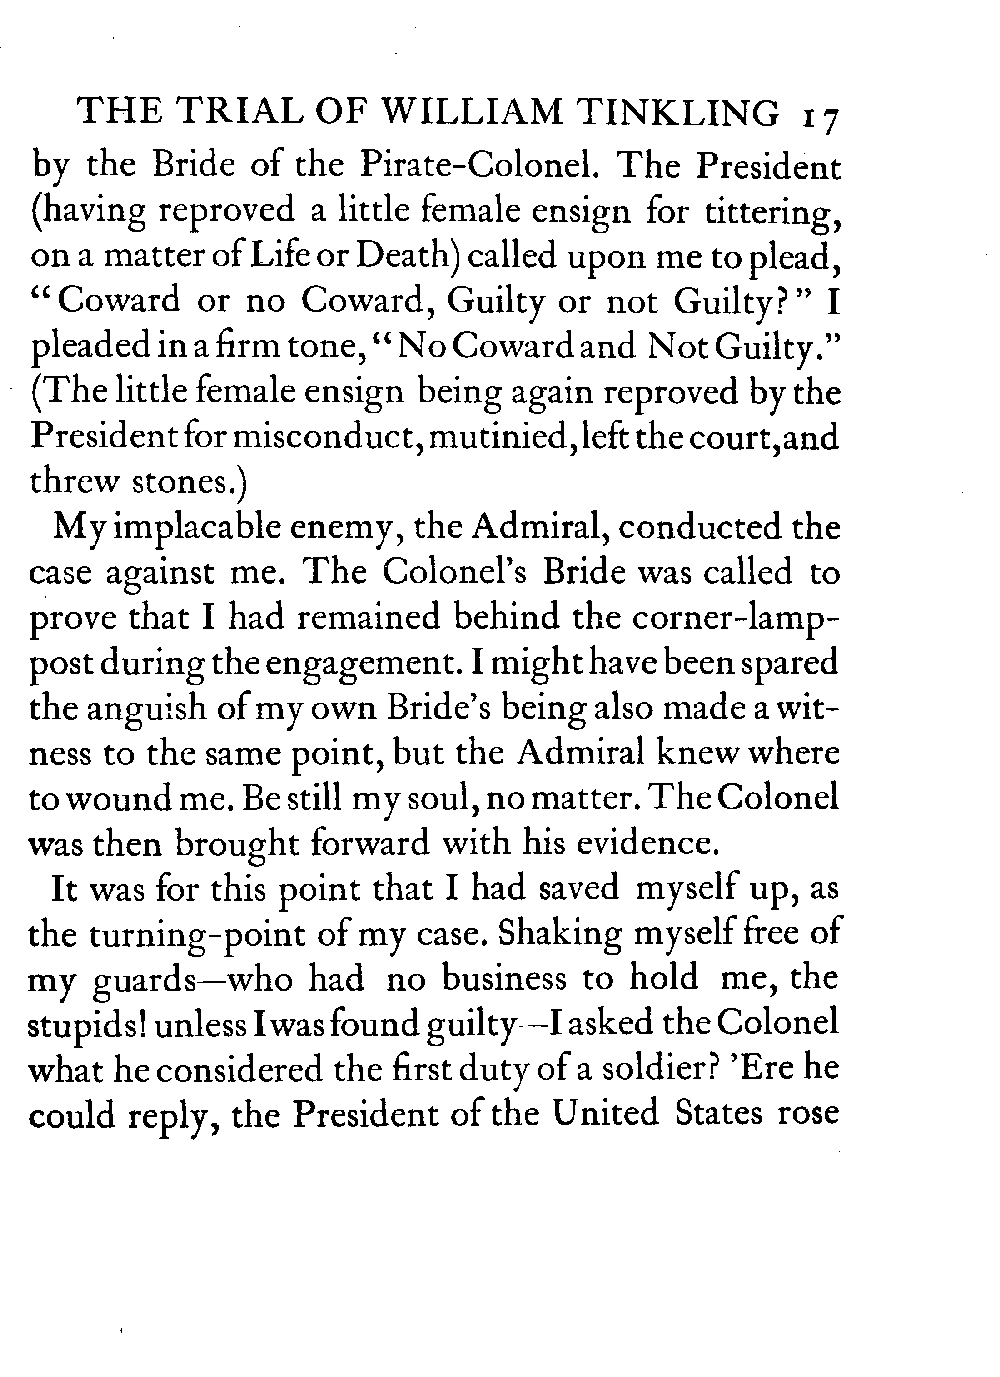 THE TRIAL OF WILLIAM TINKLING 17
by the Bride of the Pirate-Colonel. The President
(having reproved a little female ensign for tittering,
on a matter of Life or Death) called upon me to plead,
“Coward or no Coward, Guilty or not Guilty?” I
pleaded in a firm tone, “No Coward and Not Guilty.”
(The little female ensign being again reproved by the
President for misconduct, mutinied, left the court, and
threw stones.)
My implacable enemy, the Admiral, conducted the
case against me. The Colonel’s Bride was called to
prove that I had remained behind the corner-lamp-
post during the engagement. I might have been spared
the anguish of my own Bride’s being also made a wit-
ness to the same point, but the Admiral knew where
to wound me. Be still my soul, no matter. The Colonel
was then brought forward with his evidence.
It was for this point that I had saved myself up, as
the turning-point of my case. Shaking myself free of
my guards—who had no business to hold me, the
stupids! unless I was found guilty—I asked the Colonel
what he considered the first duty of a soldier? ’Ere he
could reply, the President of the United States rose